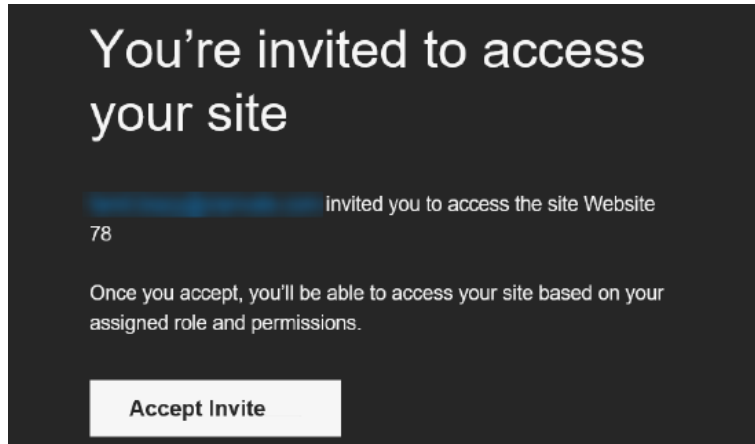 You’re invited to access
your site
invited you to access the site Website
78
Once you accept, you’ll be able to access your site based on your
assigned role and permissions.
Accept Invite